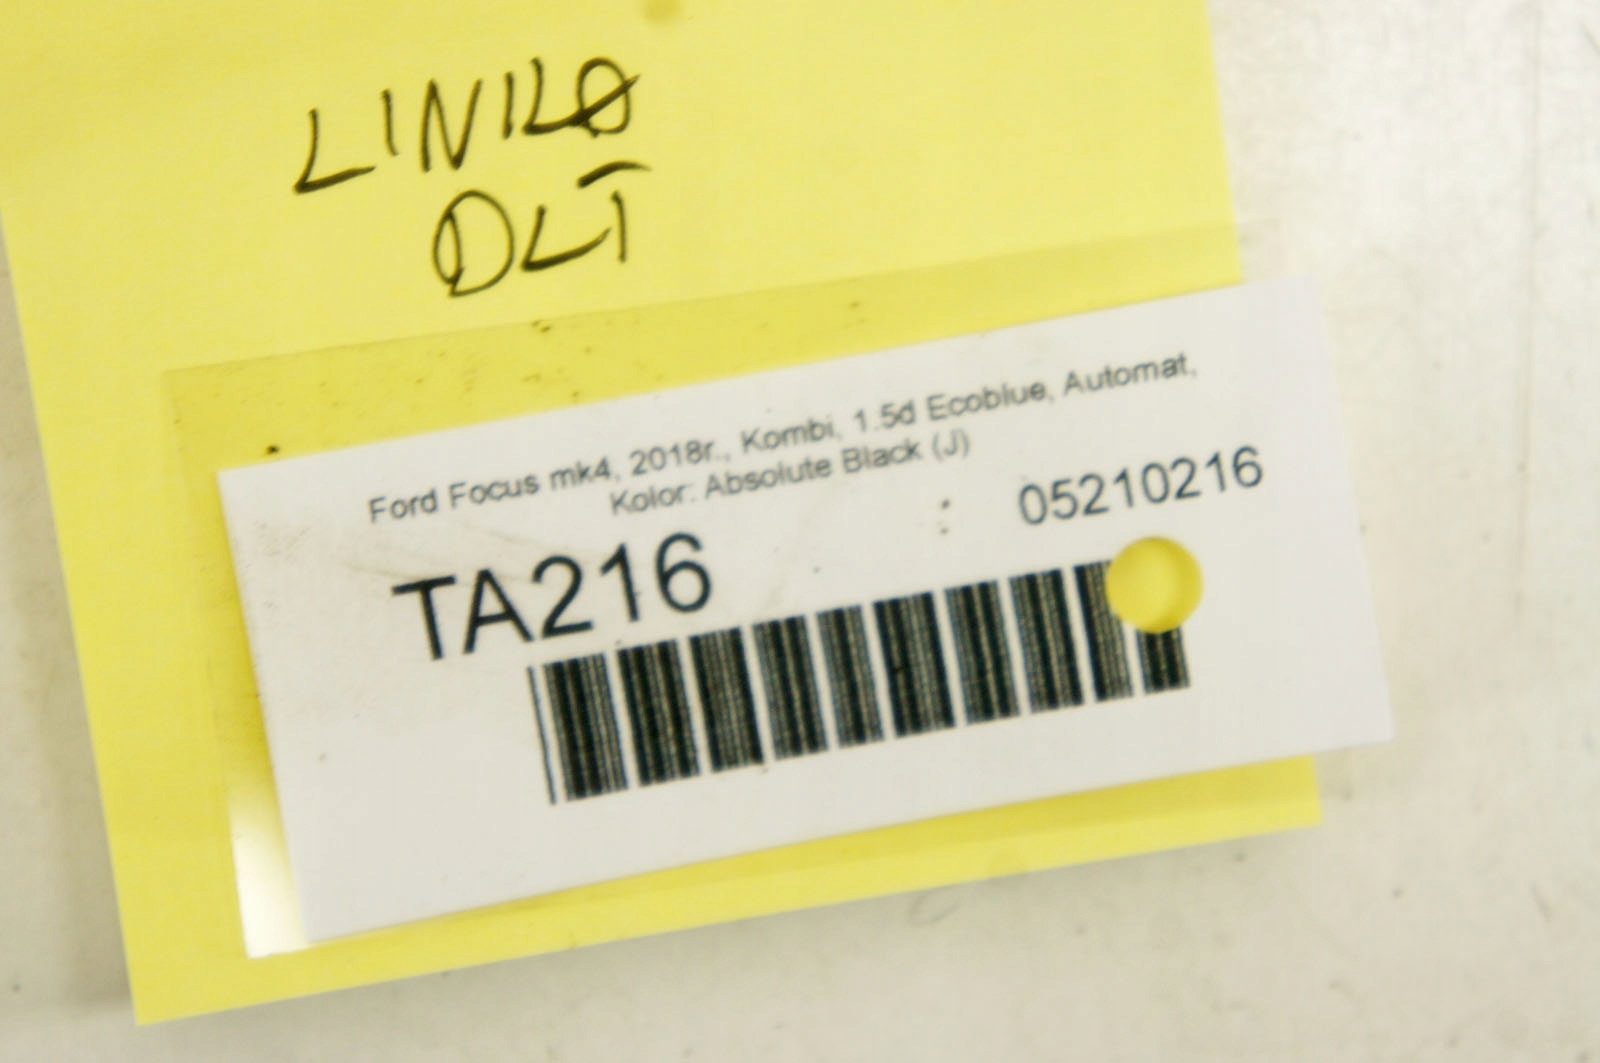 LINKA
DLT
Ford Focus mk4, 2018r., Kombi, 1.5d Ecoblue, Automat,
Kolor: Absolute Black (J)
05210216
TA216